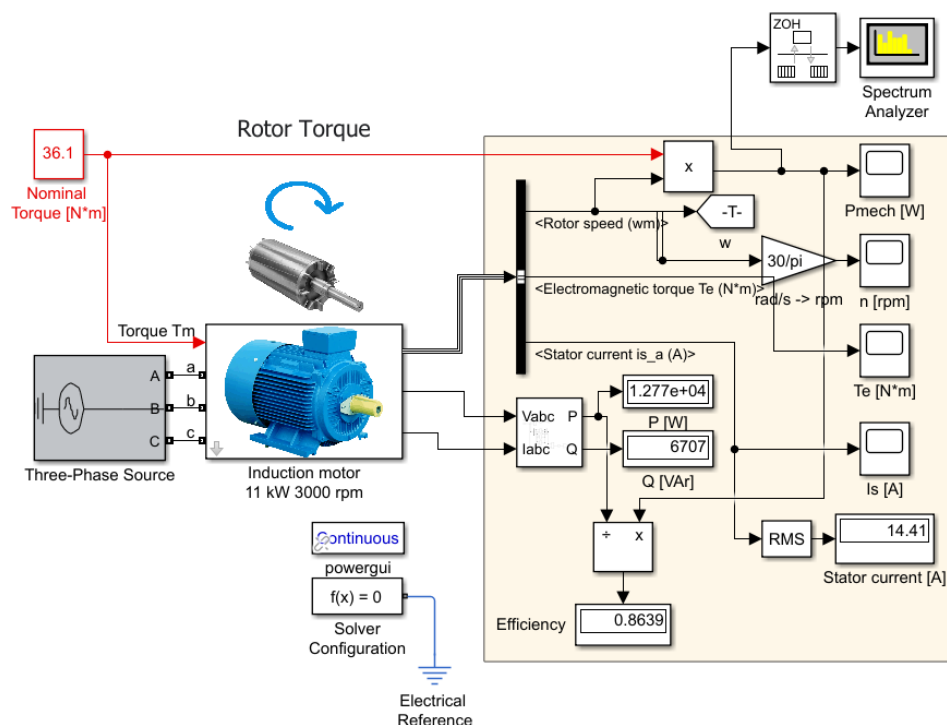 ZOH
Spectrum
Analyzer
Rotor Torque
36.1
Nominal
Torque [N*m]
x
Pmech [W]
<Rotor speed (wm)>
-T-
w
30/pi
rad/s -> rpm
n [rpm]
<Electromagnetic torque Te (N*m)>
Torque Tm
<Stator current is_a (A)>
Te [N*m]
A
a
B
b
C
c
Three-Phase Source
Induction motor
11 kW 3000 rpm
Vabc
P
Iabc
Q
1.277e+04
P [W]
6707
Q [VAr]
Is [A]
÷
x
RMS
14.41
Stator current [A]
Continuous
powergui
f(x) = 0
Solver
Configuration
Efficiency
0.8639
Electrical
Reference